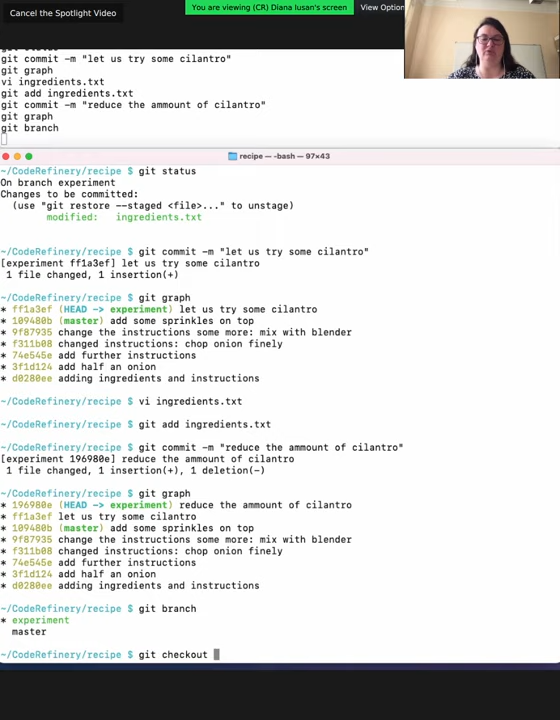 Cancel the Spotlight Video
You are viewing (CR) Diana Iusan's screen
View Option
git status
git commit -m "let us try some cilantro"
git graph
vi ingredients.txt
git add ingredients.txt
git commit -m "reduce the ammount of cilantro"
git graph
git branch
recipe — -bash — 97×43
~/CodeRefinery/recipe $ git status
On branch experiment
Changes to be committed:
(use "git restore --staged <file>..." to unstage)
modified: ingredients.txt
~/CodeRefinery/recipe $ git commit -m "let us try some cilantro"
[experiment ff1a3ef] let us try some cilantro
1 file changed, 1 insertion(+)
~/CodeRefinery/recipe $ git graph
* ff1a3ef (HEAD -> experiment) let us try some cilantro
* 109480b (master) add some sprinkles on top
* 9f87935 change the instructions some more: mix with blender
* f311b08 changed instructions: chop onion finely
* 74e545e add further instructions
* 3f1d124 add half an onion
* d0280ee adding ingredients and instructions
~/CodeRefinery/recipe $ vi ingredients.txt
~/CodeRefinery/recipe $ git add ingredients.txt
~/CodeRefinery/recipe $ git commit -m "reduce the ammount of cilantro"
[experiment 196980e] reduce the ammount of cilantro
1 file changed, 1 insertion(+), 1 deletion(-)
~/CodeRefinery/recipe $ git graph
* 196980e (HEAD -> experiment) reduce the ammount of cilantro
* ff1a3ef let us try some cilantro
* 109480b (master) add some sprinkles on top
* 9f87935 change the instructions some more: mix with blender
* f311b08 changed instructions: chop onion finely
* 74e545e add further instructions
* 3f1d124 add half an onion
* d0280ee adding ingredients and instructions
~/CodeRefinery/recipe $ git branch
* experiment
master
~/CodeRefinery/recipe $ git checkout